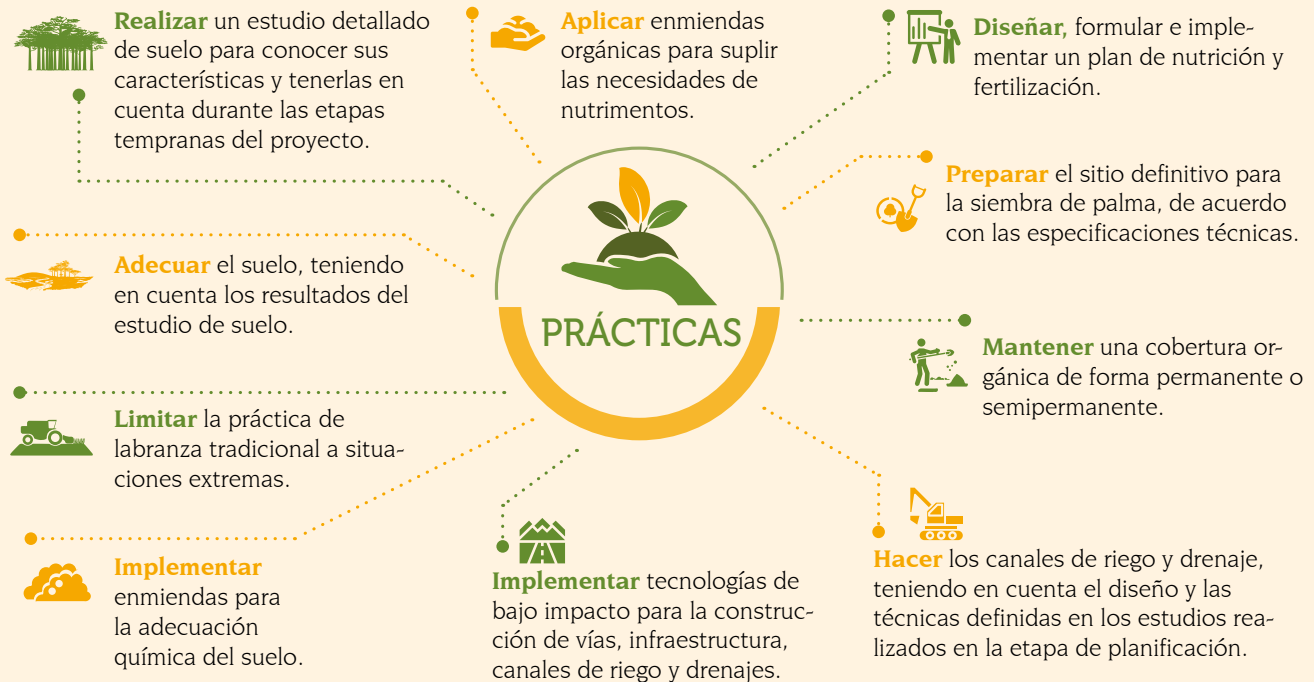 Realizar un estudio detallado
de suelo para conocer sus
características y tenerlas en
cuenta durante las etapas
tempranas del proyecto.
Aplicar enmiendas
orgánicas para suplir
las necesidades de
nutrimentos.
Diseñar, formular e imple-
mentar un plan de nutrición y
fertilización.
Preparar el sitio definitivo para
la siembra de palma, de acuerdo
con las especificaciones técnicas.
Adecuar el suelo, teniendo
en cuenta los resultados del
estudio de suelo.
PRÁCTICAS
Mantener una cobertura or-
gánica de forma permanente o
semipermanente.
Limitar la práctica de
labranza tradicional a situa-
ciones extremas.
Implementar
enmiendas para
la adecuación
química del suelo.
Implementar tecnologías de
bajo impacto para la construc-
ción de vías, infraestructura,
canales de riego y drenajes.
Hacer los canales de riego y drenaje,
teniendo en cuenta el diseño y las
técnicas definidas en los estudios rea-
lizados en la etapa de planificación.